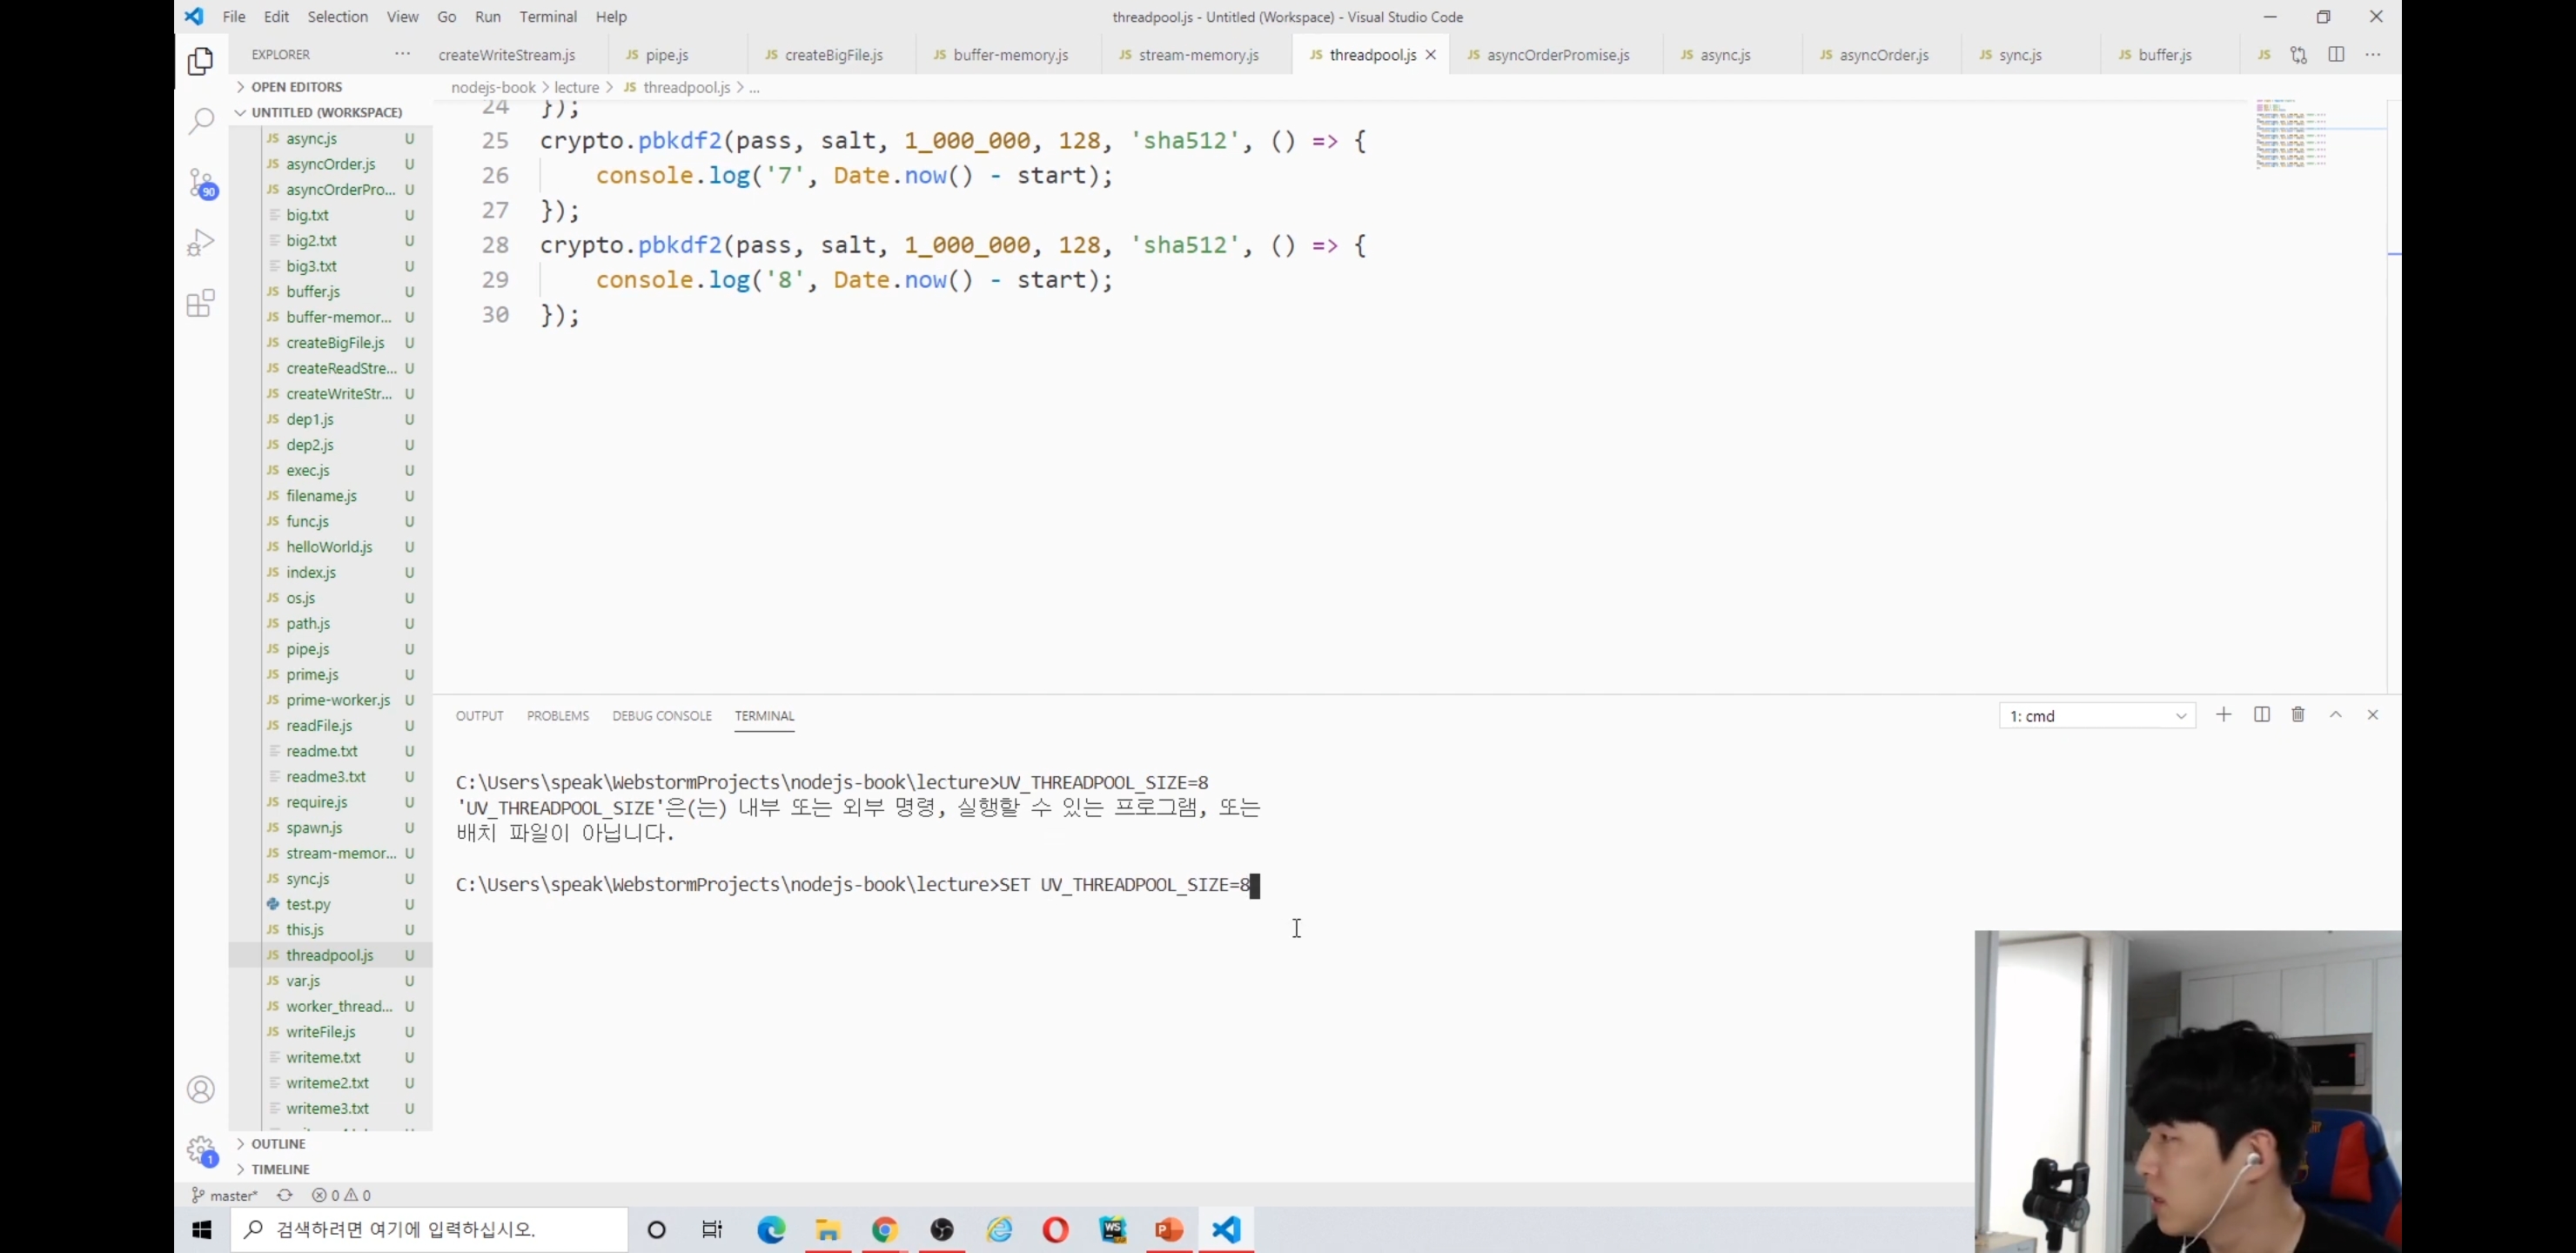 File Edit Selection View Go Run Terminal Help
threadpool.js - Untitled (Workspace) - Visual Studio Code
EXPLORER
createWriteStream.js
JS pipe.js
JS createBigFile.js
JS buffer-memory.js
JS stream-memory.js
JS threadpool.js
JS asyncOrderPromise.js
JS async.js
JS asyncOrder.js
JS sync.js
JS buffer.js
JS
OPEN EDITORS
UNTITLED (WORKSPACE)
JS async.js U
JS asyncOrder.js U
JS asyncOrderPro... U
big.txt U
big2.txt U
big3.txt U
JS buffer.js U
JS buffer-memor... U
JS createBigFile.js U
JS createReadStre... U
JS createWriteStr... U
JS dep1.js U
JS dep2.js U
JS exec.js U
JS filename.js U
JS func.js U
JS helloWorld.js U
JS index.js U
JS os.js U
JS path.js U
JS pipe.js U
JS prime.js U
JS prime-worker.js U
JS readFile.js U
readme.txt U
readme3.txt U
JS require.js U
JS spawn.js U
JS stream-memor... U
JS sync.js U
test.py U
JS this.js U
JS threadpool.js U
JS var.js U
JS worker_thread... U
JS writeFile.js U
writeme.txt U
writeme2.txt U
writeme3.txt U
OUTLINE
TIMELINE
90
1
nodejs-book > lecture > JS threadpool.js > ...
24 });
25 crypto.pbkdf2(pass, salt, 1_000_000, 128, 'sha512', () => {
26 console.log('7', Date.now() - start);
27 });
28 crypto.pbkdf2(pass, salt, 1_000_000, 128, 'sha512', () => {
29 console.log('8', Date.now() - start);
30 });
OUTPUT PROBLEMS DEBUG CONSOLE TERMINAL
1: cmd
C:\Users\speak\WebstormProjects\nodejs-book\lecture>UV_THREADPOOL_SIZE=8
'UV_THREADPOOL_SIZE'은(는) 내부 또는 외부 명령, 실행할 수 있는 프로그램, 또는
배치 파일이 아닙니다.
C:\Users\speak\WebstormProjects\nodejs-book\lecture>SET UV_THREADPOOL_SIZE=8
master* 0 0
검색하려면 여기에 입력하십시오.
WS
P